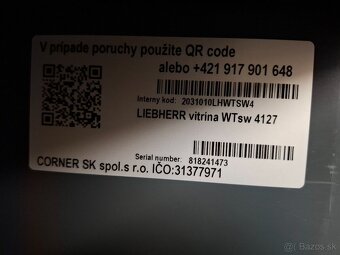 V prípade poruchy použite QR code
alebo +421 917 901 648
Interný kod: 2031010LHWTSW4
LIEBHERR vitrína WTsw 4127
Serial number: 818241473
CORNER SK spol.s r.o. IČO:31377971
bazos.sk